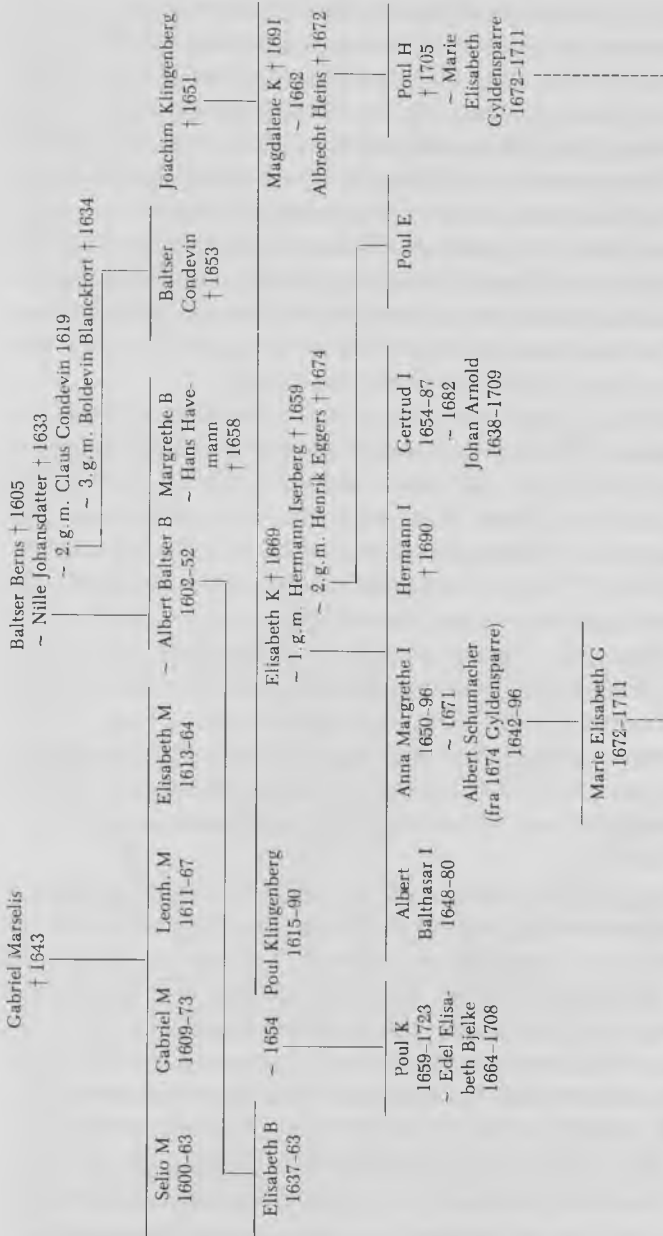 Gabriel Marselis
† 1643
Baltser Berns † 1605
~ Nille Johansdatter † 1633
~ 2.g.m. Claus Condevin 1619
~ 3.g.m. Boldevin Blanckfort † 1634
Selio M
1600–63
Gabriel M
1609–73
Leonh. M
1611–67
Elisabeth M
1613–64
~ Albert Baltser B
1602–52
Margrethe B
~ Hans Have-
mann
† 1658
Baltser
Condevin
† 1653
Joachim Klingenberg
† 1651
Elisabeth B
1637–63
~ 1654
Poul Klingenberg
1615–90
Elisabeth K † 1669
~ 1.g.m. Hermann Iserberg † 1659
~ 2.g.m. Henrik Eggers † 1674
Magdalene K † 1691
~ 1662
Albrecht Heins † 1672
Poul K
1659–1723
~ Edel Elisa-
beth Bjelke
1664–1708
Albert
Balthasar I
1648–80
Anna Margrethe I
1650–96
~ 1671
Albert Schumacher
(fra 1674 Gyldensparre)
1642–96
Hermann I
† 1690
Gertrud I
1654–87
~ 1682
Johan Arnold
1638–1709
Poul E
Poul H
† 1705
~ Marie
Elisabeth
Gyldensparre
1672–1711
Marie Elisabeth G
1672–1711